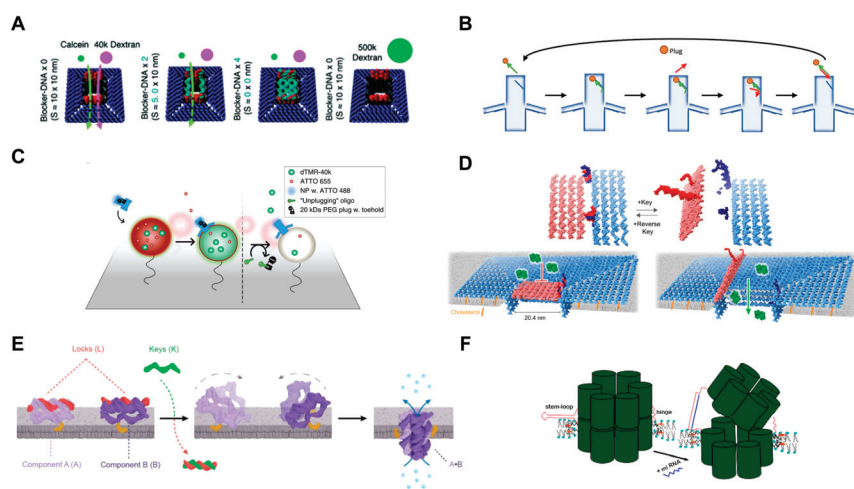 A
Blocker-DNA x 0
(S ≈ 10 x 10 nm)
Calcein 40k Dextran
Blocker-DNA x 2
(S ≈ 5.0 x 10 nm)
Blocker-DNA x 4
(S ≈ 0 x 0 nm)
Blocker-DNA x 0
(S ≈ 10 x 10 nm)
500k
Dextran
B
Plug
C
dTMR-40k
ATTO 655
NP w. ATTO 488
"Unplugging" oligo
20 kDa PEG plug w. toehold
D
+Key
+Reverse
Key
Cholesterol
20.4 nm
E
Locks (L)
Keys (K)
Component A (A)
Component B (B)
A•B
F
stem-loop
hinge
+ mi RNA